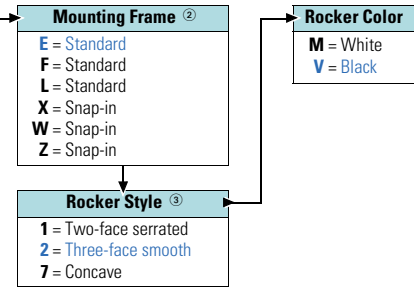 Mounting Frame ②
E = Standard
F = Standard
L = Standard
X = Snap-in
W = Snap-in
Z = Snap-in
Rocker Style ③
1 = Two-face serrated
2 = Three-face smooth
7 = Concave
Rocker Color
M = White
V = Black